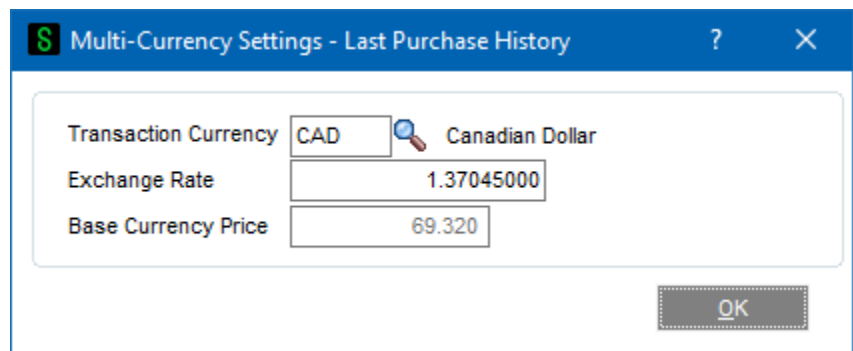 S Multi-Currency Settings - Last Purchase History ? ×
Transaction Currency CAD Canadian Dollar
Exchange Rate 1.37045000
Base Currency Price 69.320
OK